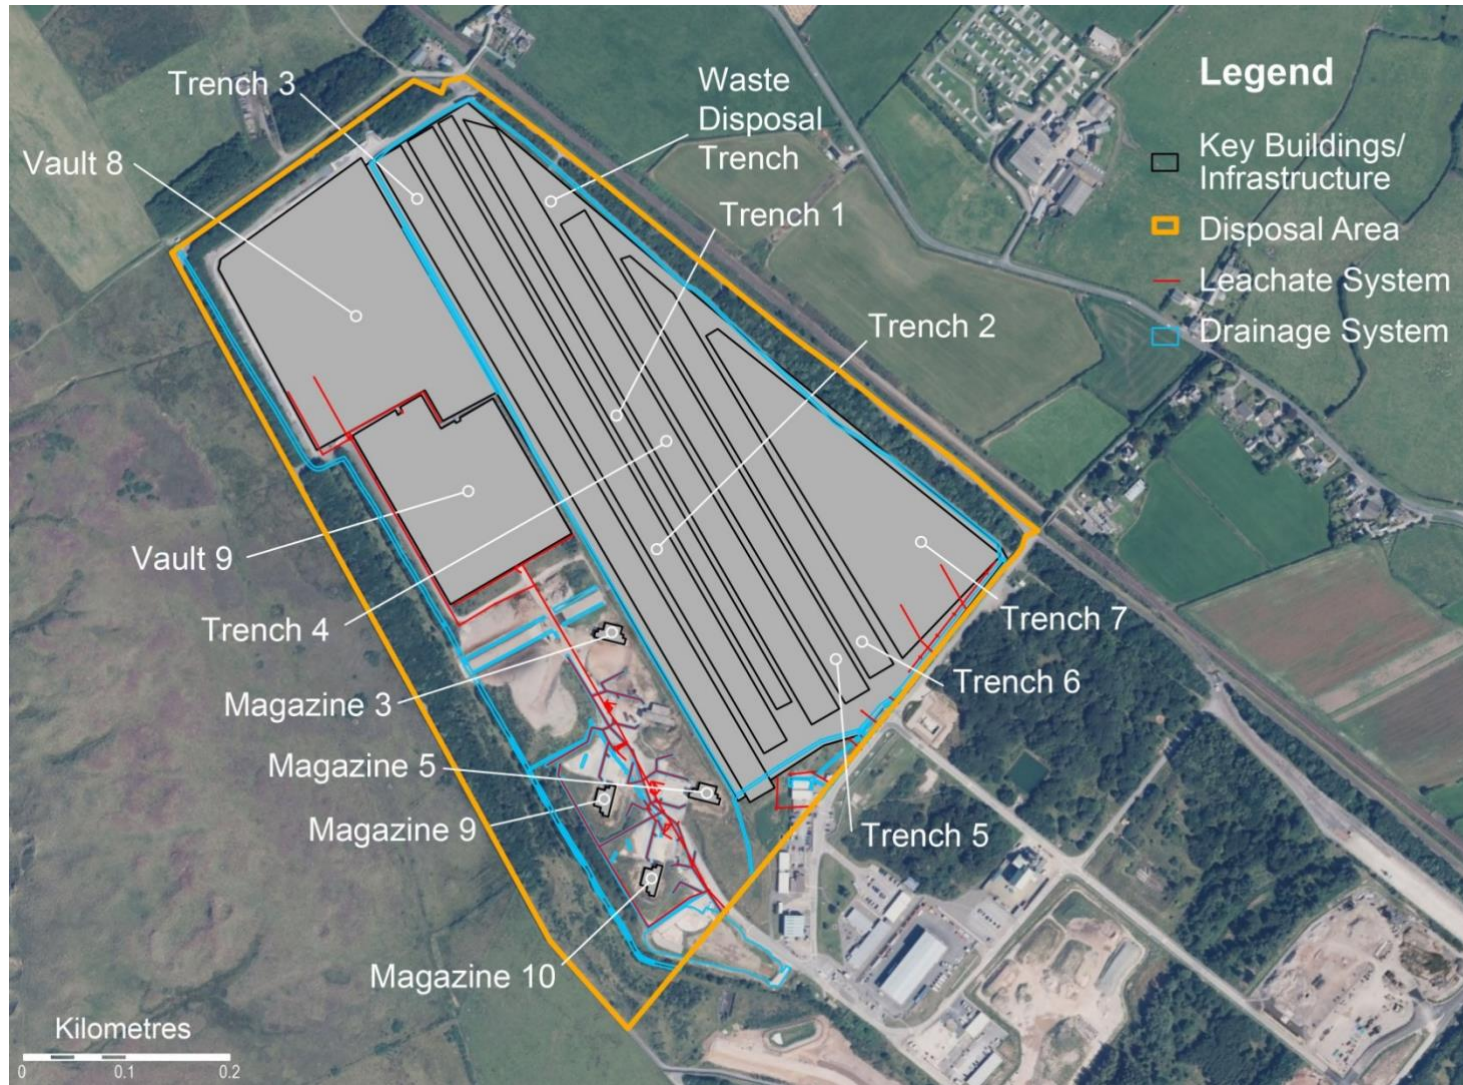 Trench 3
Waste
Disposal
Trench
Vault 8
Trench 1
Trench 2
Legend
Key Buildings/
Infrastructure
Disposal Area
Leachate System
Drainage System
Vault 9
Trench 4
Trench 7
Trench 6
Magazine 3
Magazine 5
Magazine 9
Trench 5
Magazine 10
Kilometres
0 0.1 0.2